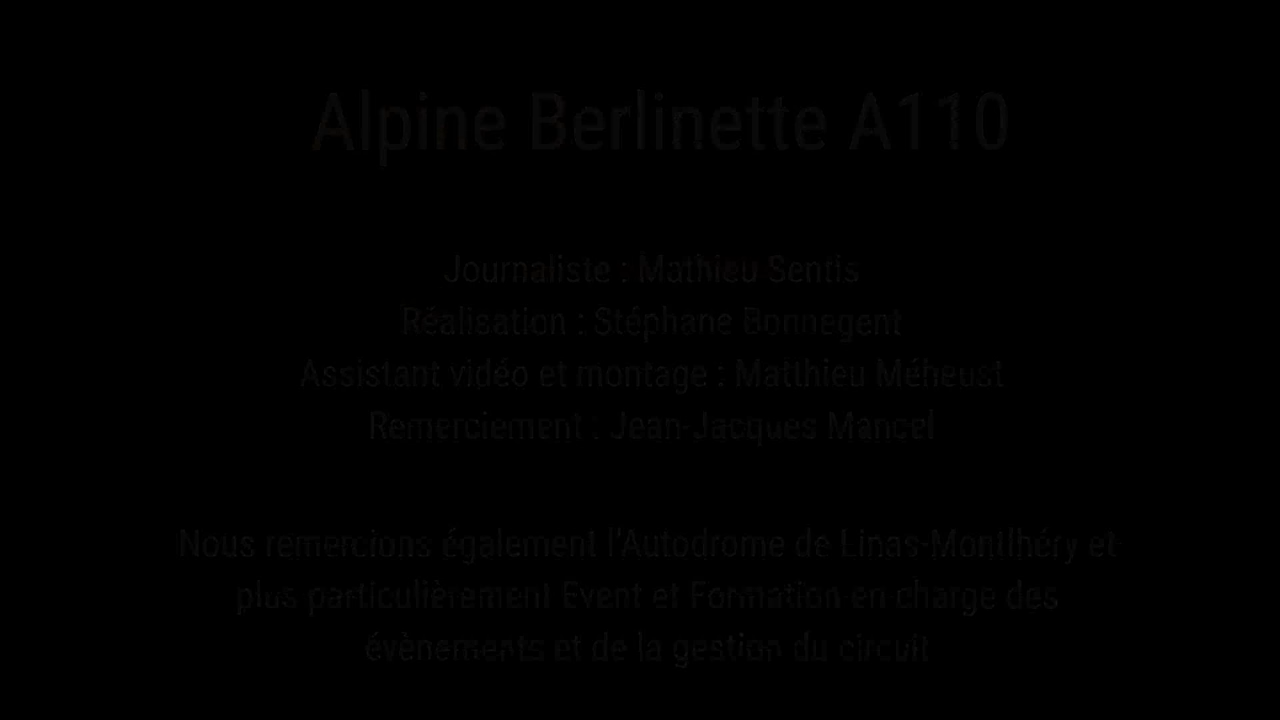 Alpine Berlinette A110
Journaliste : Mathieu Sentis
Réalisation : Stéphane Bonnegent
Assistant vidéo et montage : Matthieu Méheust
Remerciement : Jean-Jacques Mancel
Nous remercions également l'Autodrome de Linas-Montlhéry et
plus particulièrement Event et Formation en charge des
évènements et de la gestion du circuit